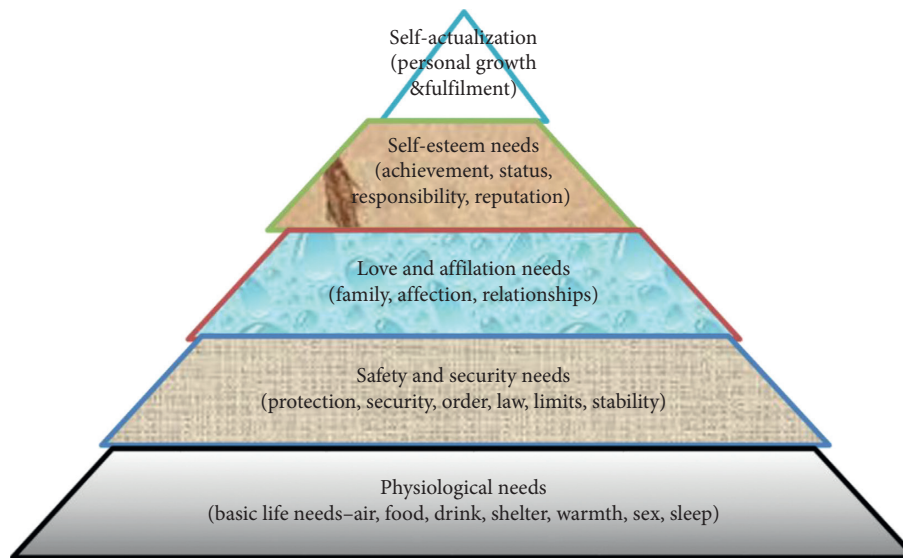 Self-actualization
(personal growth
&fulfilment)
Self-esteem needs
(achievement, status,
responsibility, reputation)
Love and affilation needs
(family, affection, relationships)
Safety and security needs
(protection, security, order, law, limits, stability)
Physiological needs
(basic life needs–air, food, drink, shelter, warmth, sex, sleep)